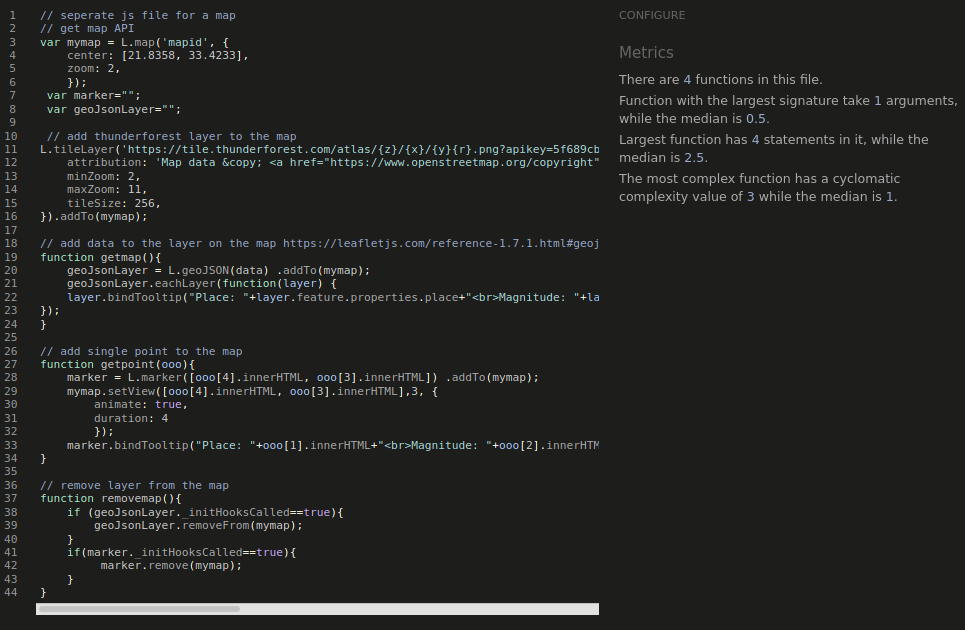 1 // seperate js file for a map
2 // get map API
3 var mymap = L.map('mapid', {
4 center: [21.8358, 33.4233],
5 zoom: 2,
6 });
7 var marker="";
8 var geoJsonLayer="";
9
10 // add thunderforest layer to the map
11 L.tileLayer('https://tile.thunderforest.com/atlas/{z}/{x}/{y}{r}.png?apikey=5f689cb
12 attribution: 'Map data &copy; <a href="https://www.openstreetmap.org/copyright"
13 minZoom: 2,
14 maxZoom: 11,
15 tileSize: 256,
16 }).addTo(mymap);
17
18 // add data to the layer on the map https://leafletjs.com/reference-1.7.1.html#geoj
19 function getmap(){
20 geoJsonLayer = L.geoJSON(data) .addTo(mymap);
21 geoJsonLayer.eachLayer(function(layer) {
22 layer.bindTooltip("Place: "+layer.feature.properties.place+"<br>Magnitude: "+la
23 });
24 }
25
26 // add single point to the map
27 function getpoint(ooo){
28 marker = L.marker([ooo[4].innerHTML, ooo[3].innerHTML]) .addTo(mymap);
29 mymap.setView([ooo[4].innerHTML, ooo[3].innerHTML],3, {
30 animate: true,
31 duration: 4
32 });
33 marker.bindTooltip("Place: "+ooo[1].innerHTML+"<br>Magnitude: "+ooo[2].innerHTM
34 }
35
36 // remove layer from the map
37 function removemap(){
38 if (geoJsonLayer._initHooksCalled==true){
39 geoJsonLayer.removeFrom(mymap);
40 }
41 if(marker._initHooksCalled==true){
42 marker.remove(mymap);
43 }
44 }
CONFIGURE
Metrics
There are 4 functions in this file.
Function with the largest signature take 1 arguments,
while the median is 0.5.
Largest function has 4 statements in it, while the
median is 2.5.
The most complex function has a cyclomatic
complexity value of 3 while the median is 1.